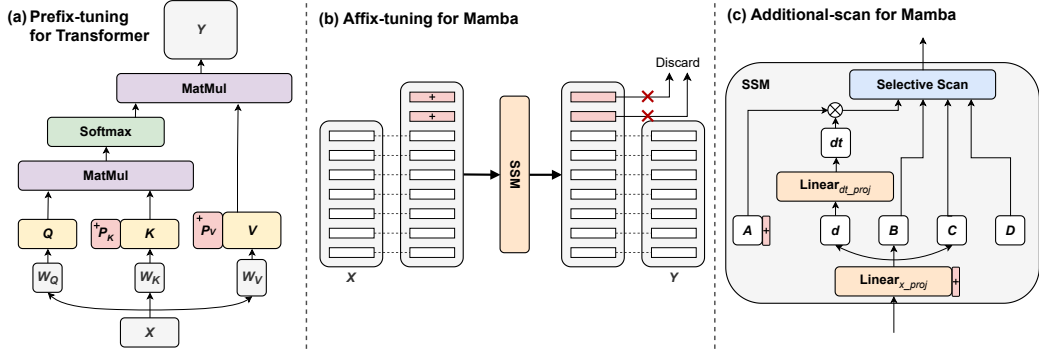 (a) Prefix-tuning
for Transformer
Y
MatMul
Softmax
MatMul
Q
+
P_K
K
+
P_V
V
W_Q
W_K
W_V
X
(b) Affix-tuning for Mamba
Discard
+
+
SSM
X
Y
(c) Additional-scan for Mamba
SSM
Selective Scan
dt
Linear_dt_proj
A
+
d
B
C
D
Linear_x_proj
+